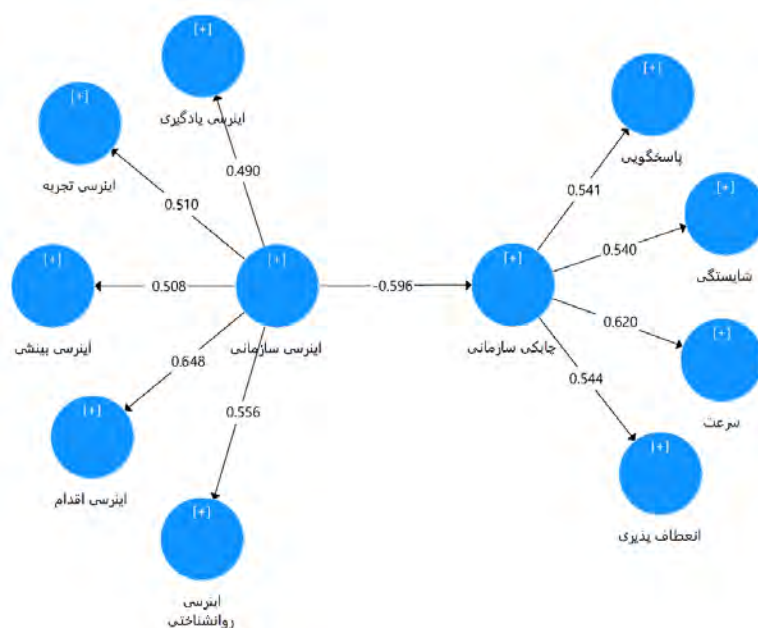 [+]
اینرسی یادگیری
[+]
اینرسی تجربه
[+]
اینرسی بینشی
[+]
اینرسی اقدام
[+]
اینرسی
روانشناختی
[+]
اینرسی سازمانی
0.490
0.510
0.508
0.648
0.556
-0.596
[+]
چابکی سازمانی
0.541
0.540
0.620
0.544
[+]
پاسخگویی
[+]
شایستگی
[+]
سرعت
[+]
انعطاف پذیری